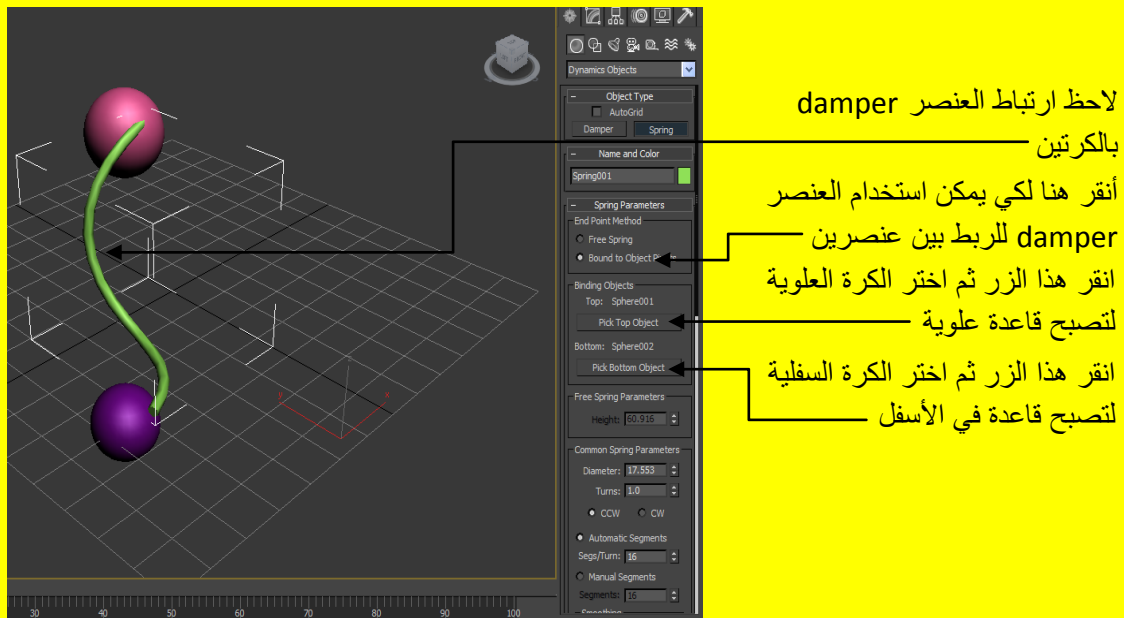 Dynamics Objects
Object Type
AutoGrid
Damper Spring
Name and Color
Spring001
Spring Parameters
End Point Method
Free Spring
Bound to Object
Binding Objects
Top: Sphere001
Pick Top Object
Bottom: Sphere002
Pick Bottom Object
Free Spring Parameters
Height: 60.916
Common Spring Parameters
Diameter: 17.553
Turns: 1.0
CCW CW
Automatic Segments
Segs/Turn: 16
Manual Segments
Segments: 16
Smoothing
لاحظ ارتباط العنصر damper
بالكرتين
أنقر هنا لكي يمكن استخدام العنصر
damper للربط بين عنصرين
انقر هذا الزر ثم اختر الكرة العلوية
لتصبح قاعدة علوية
انقر هذا الزر ثم اختر الكرة السفلية
لتصبح قاعدة في الأسفل
x
30 40 50 60 70 80 90 100